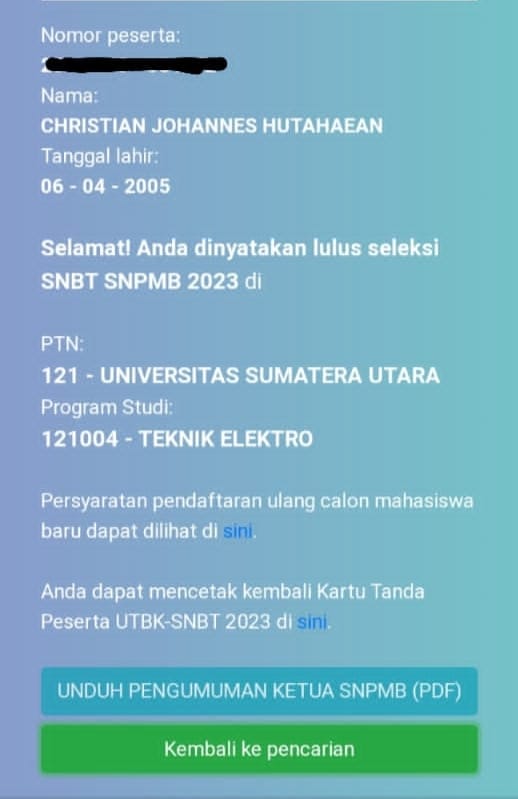 Nomor peserta:
Nama:
CHRISTIAN JOHANNES HUTAHAEAN
Tanggal lahir:
06 - 04 - 2005
Selamat! Anda dinyatakan lulus seleksi
SNBT SNPMB 2023 di
PTN:
121 - UNIVERSITAS SUMATERA UTARA
Program Studi:
121004 - TEKNIK ELEKTRO
Persyaratan pendaftaran ulang calon mahasiswa
baru dapat dilihat di sini.
Anda dapat mencetak kembali Kartu Tanda
Peserta UTBK-SNBT 2023 di sini.
UNDUH PENGUMUMAN KETUA SNPMB (PDF)
Kembali ke pencarian